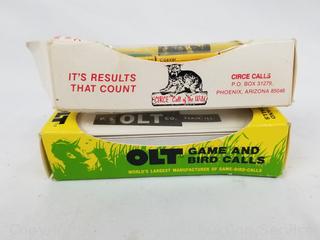 IT'S RESULTS
THAT COUNT
CIRCE "Call of the Wild"
CIRCE CALLS
P.O. BOX 31279,
PHOENIX, ARIZONA 85046
OLT
OLT GAME AND
BIRD CALLS
WORLD'S LARGEST MANUFACTURER OF GAME-BIRD-CALLS